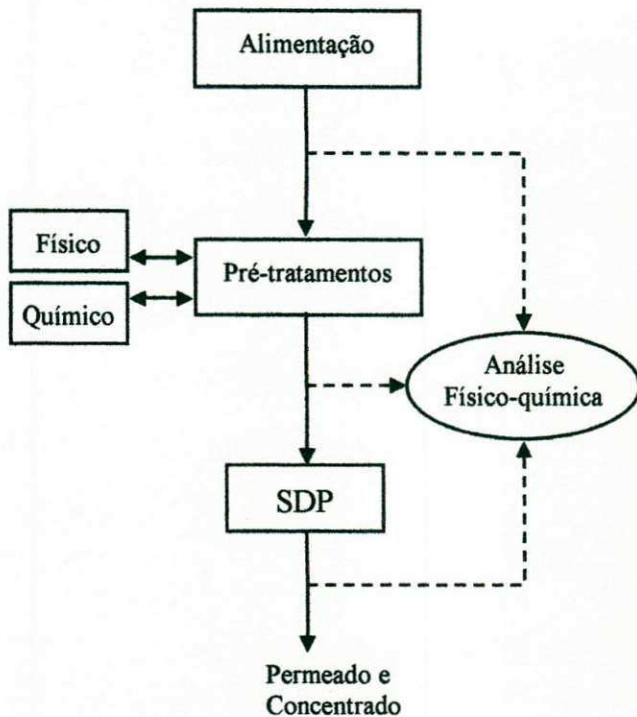 Alimentação
Físico
Pré-tratamentos
Químico
Análise
Físico-química
SDP
Permeado e
Concentrado